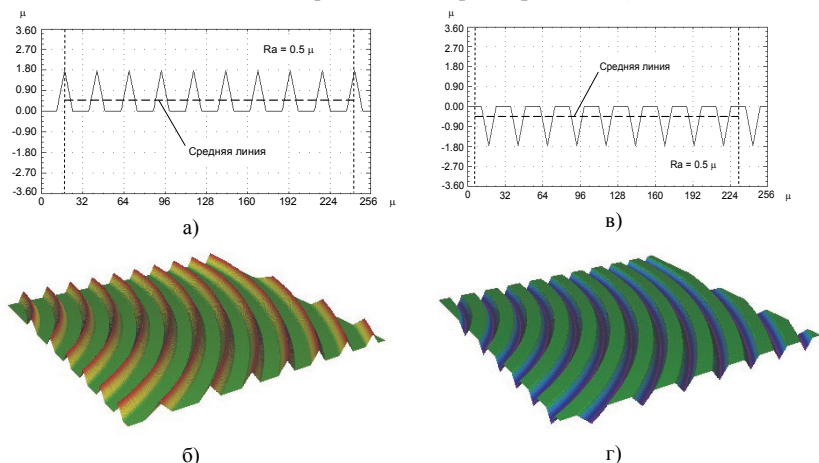 μ
3.60
2.70
1.80
0.90
0.00
-0.90
-1.80
-2.70
-3.60
Ra = 0.5 μ
Средняя линия
0 32 64 96 128 160 192 224 256 μ
а)
μ
3.60
2.70
1.80
0.90
0.00
-0.90
-1.80
-2.70
-3.60
Средняя линия
Ra = 0.5 μ
0 32 64 96 128 160 192 224 256 μ
в)
б)
г)